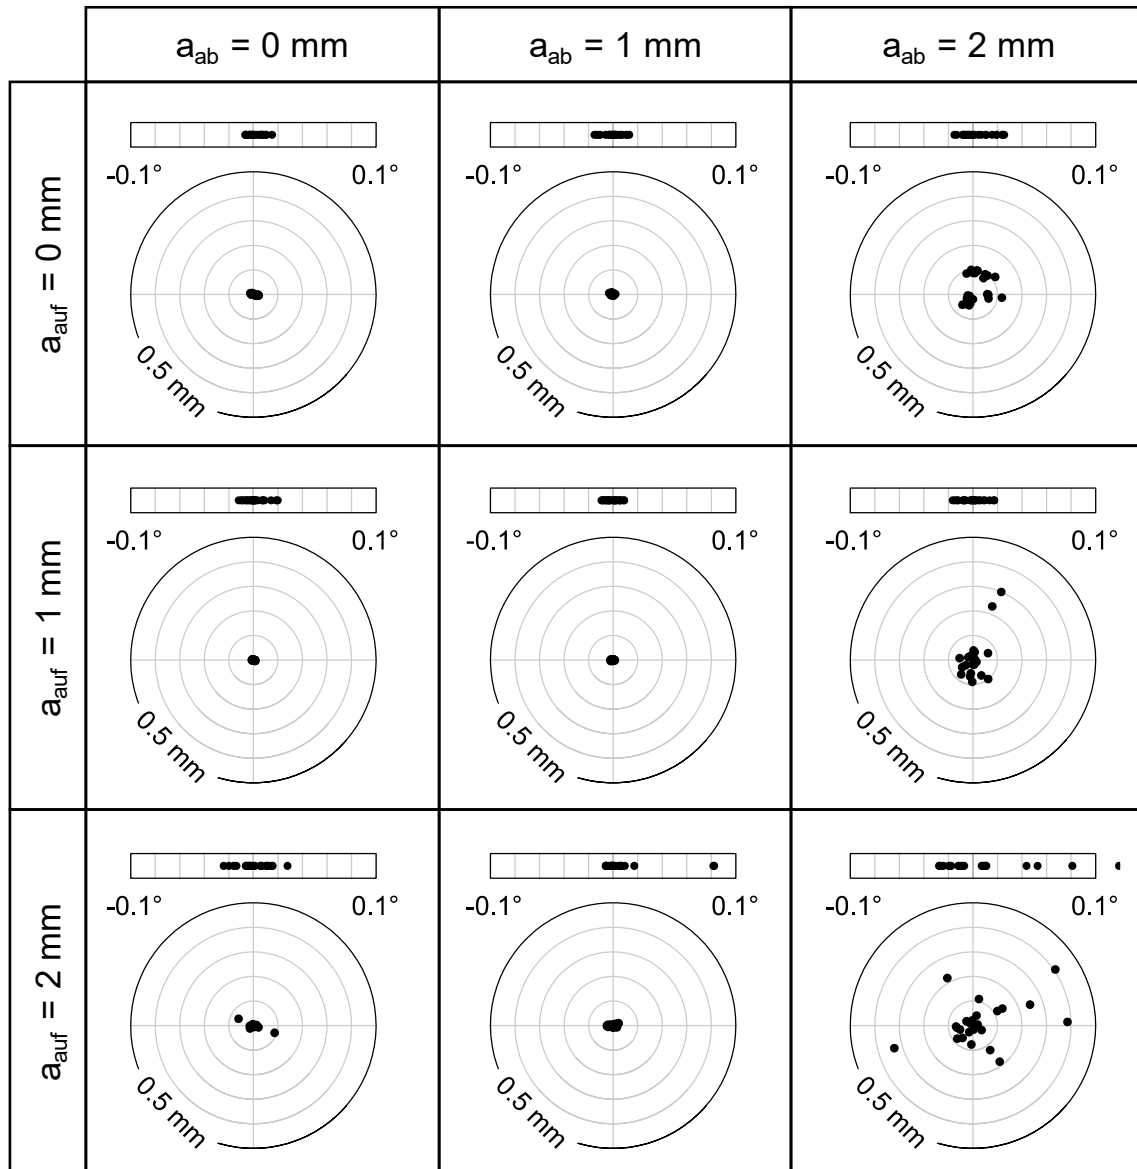 a_ab = 0 mm
a_ab = 1 mm
a_ab = 2 mm
a_auf = 0 mm
-0.1° 0.1°
0.5 mm
-0.1° 0.1°
0.5 mm
-0.1° 0.1°
0.5 mm
a_auf = 1 mm
-0.1° 0.1°
0.5 mm
-0.1° 0.1°
0.5 mm
-0.1° 0.1°
0.5 mm
a_auf = 2 mm
-0.1° 0.1°
0.5 mm
-0.1° 0.1°
0.5 mm
-0.1° 0.1°
0.5 mm